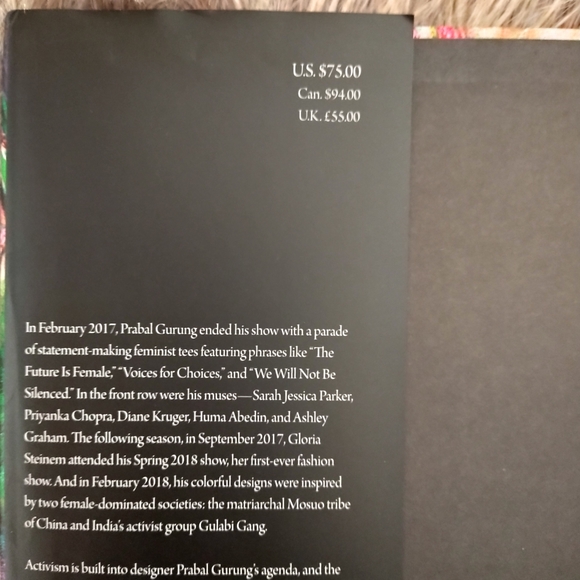 U.S. $75.00
Can. $94.00
U.K. £55.00
In February 2017, Prabal Gurung ended his show with a parade
of statement-making feminist tees featuring phrases like “The
Future Is Female,” “Voices for Choices,” and “We Will Not Be
Silenced.” In the front row were his muses—Sarah Jessica Parker,
Priyanka Chopra, Diane Kruger, Huma Abedin, and Ashley
Graham. The following season, in September 2017, Gloria
Steinem attended his Spring 2018 show, her first-ever fashion
show. And in February 2018, his colorful designs were inspired
by two female-dominated societies: the matriarchal Mosuo tribe
of China and India’s activist group Gulabi Gang.
Activism is built into designer Prabal Gurung’s agenda, and the